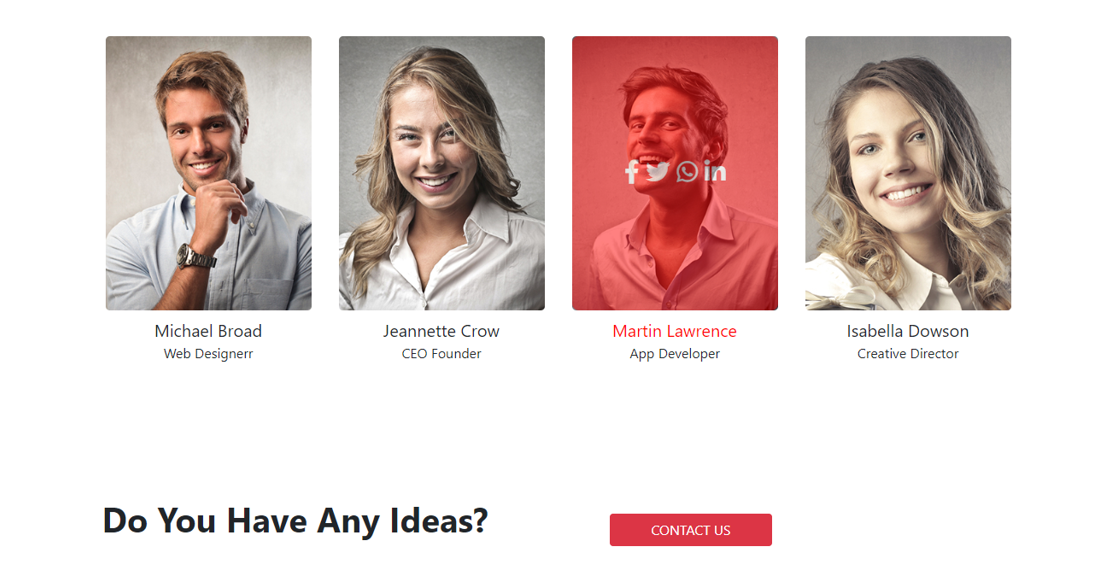 Michael Broad
Jeannette Crow
Martin Lawrence
Isabella Dowson
Web Designerr
CEO Founder
App Developer
Creative Director
Do You Have Any Ideas?
CONTACT US